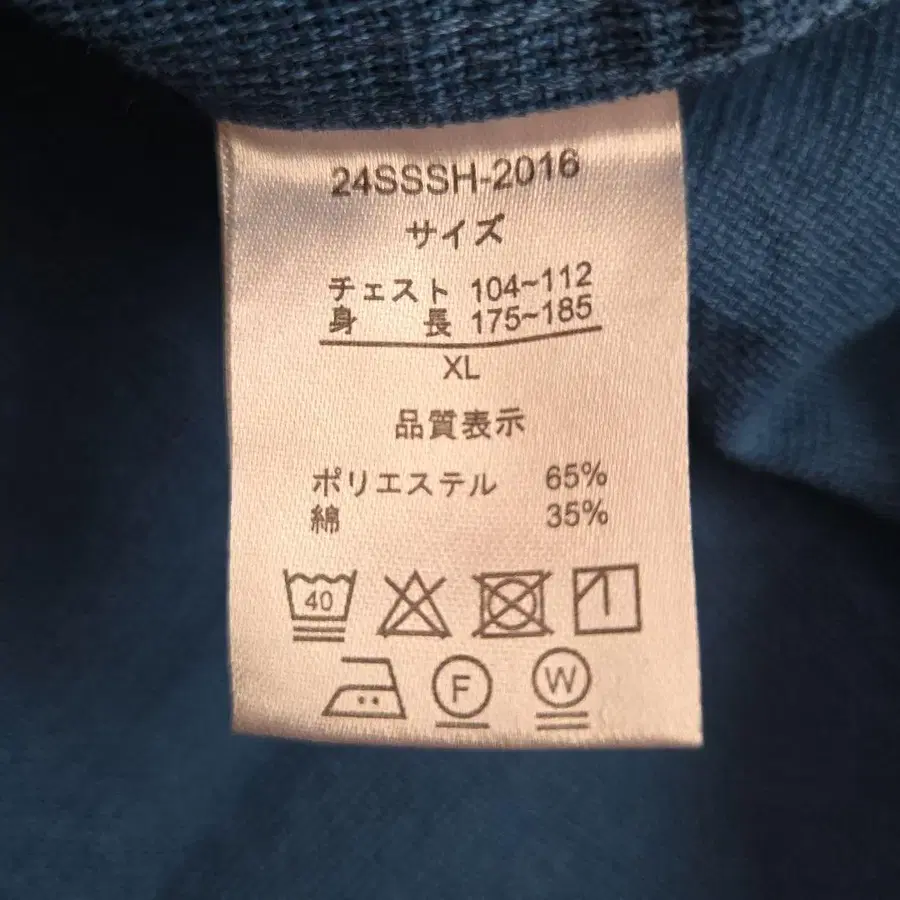 24SSSH-2016
サイズ
チェスト 104~112
身 長 175~185
XL
品質表示
ポリエステル 65%
綿 35%
40
F W